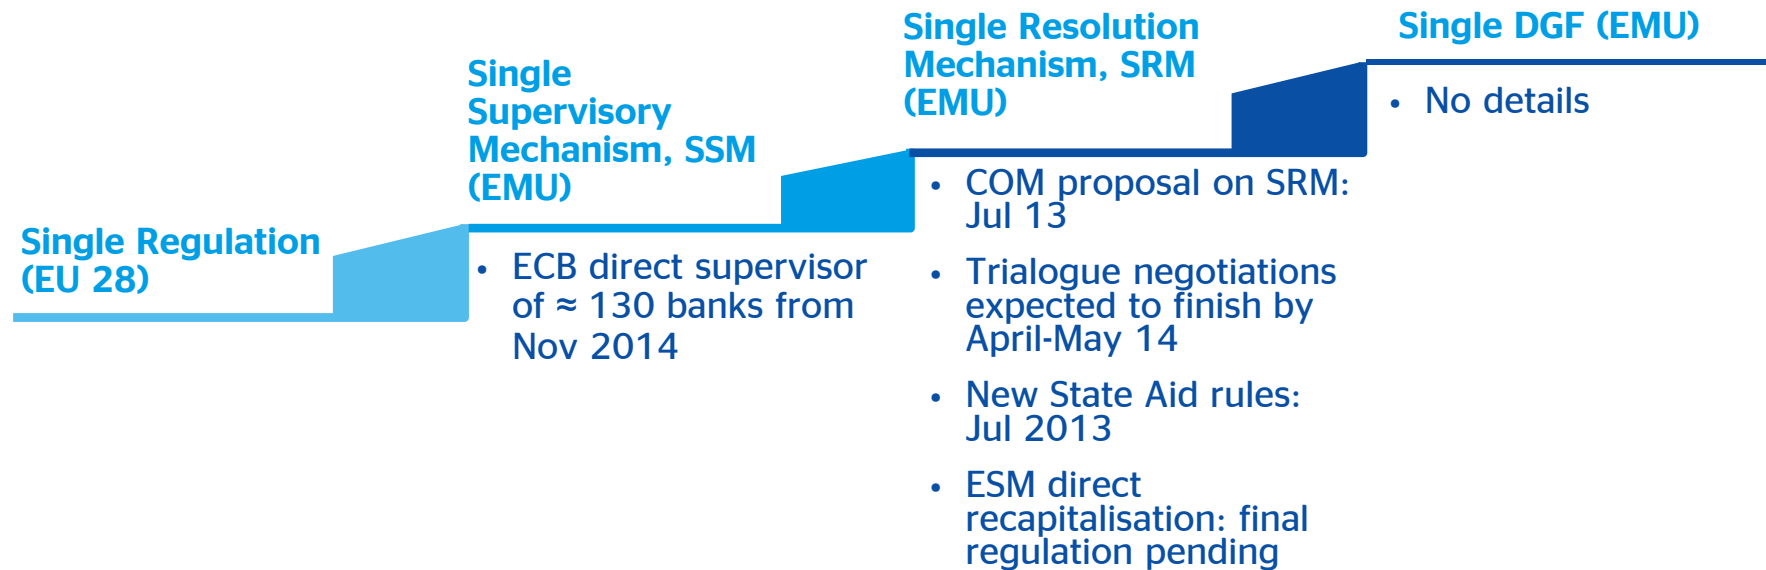 Single Regulation
(EU 28)
Single
Supervisory
Mechanism, SSM
(EMU)
• ECB direct supervisor
of ≈ 130 banks from
Nov 2014
Single Resolution
Mechanism, SRM
(EMU)
• COM proposal on SRM:
Jul 13
• Trialogue negotiations
expected to finish by
April-May 14
• New State Aid rules:
Jul 2013
• ESM direct
recapitalisation: final
regulation pending
Single DGF (EMU)
• No details